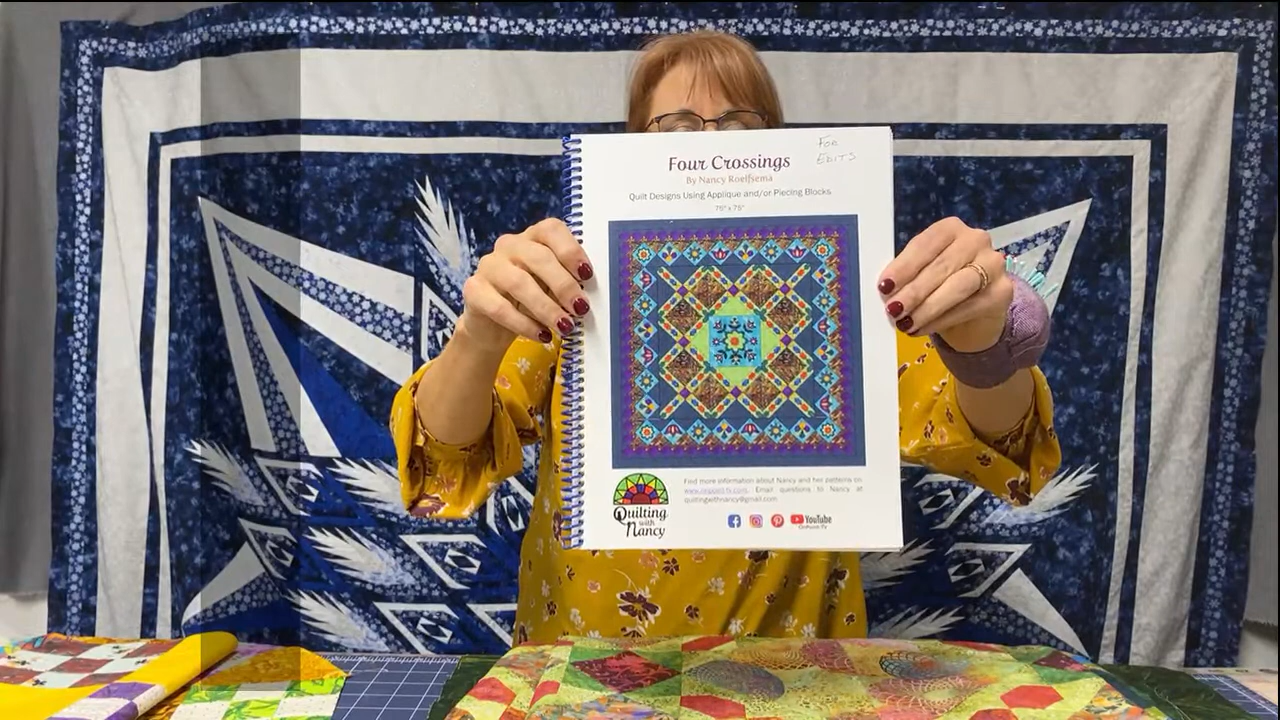 For
Edits
Four Crossings
By Nancy Roelfsema
Quilt Designs Using Applique and/or Piecing Blocks
75" x 75"
Find more information about Nancy and her patterns on
Email questions to Nancy at
quiltingwithnancy@gmail.com
Quilting
with
Nancy
YouTube